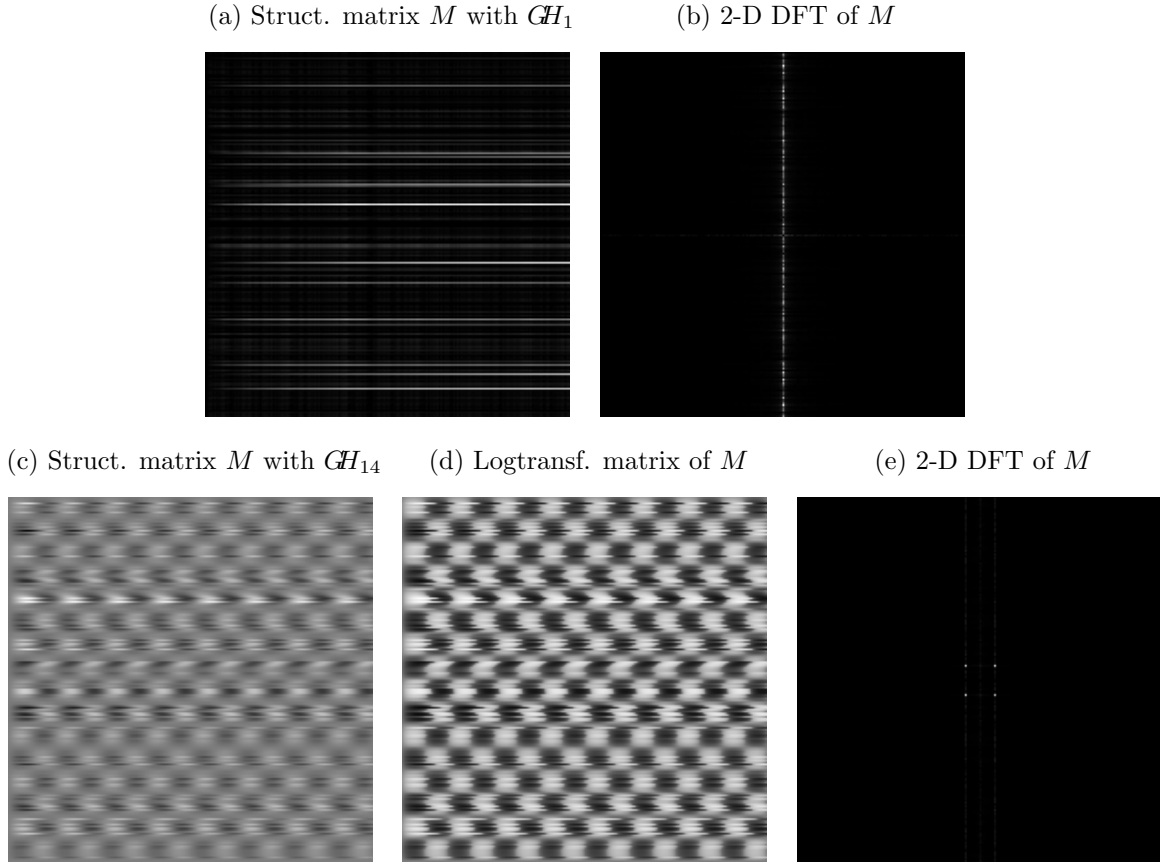 (a) Struct. matrix M with GH₁
(b) 2-D DFT of M
(c) Struct. matrix M with GH₁₄
(d) Logtransf. matrix of M
(e) 2-D DFT of M